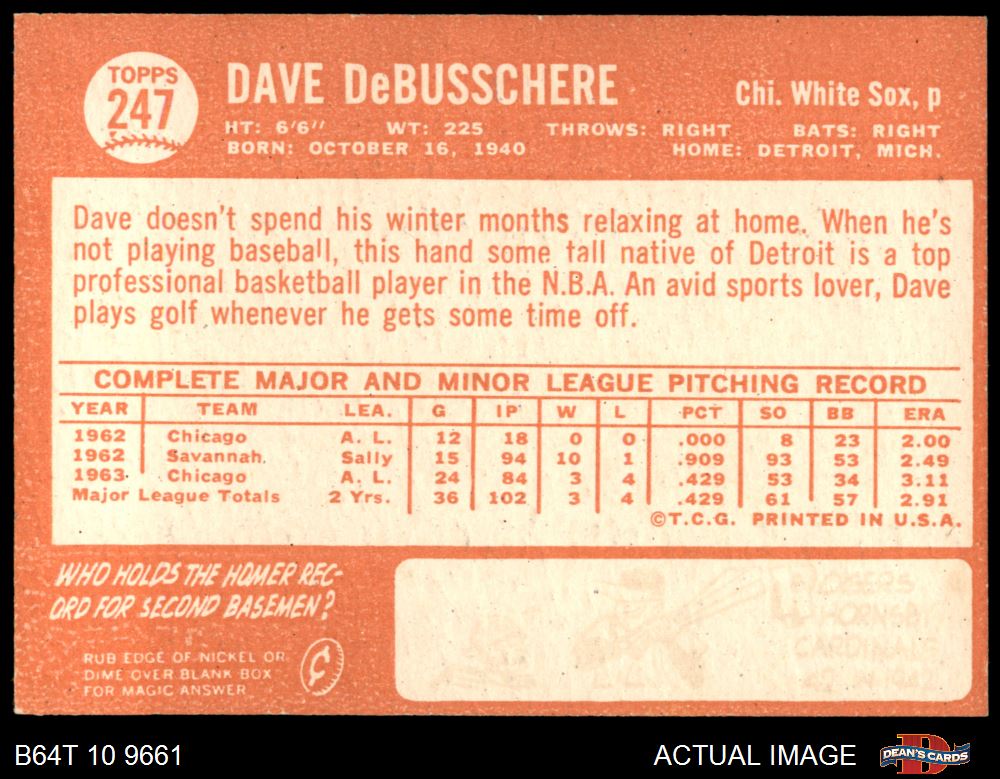 TOPPS
247
DAVE DeBUSSCHERE
Chi. White Sox, p
HT: 6'6" WT: 225 THROWS: RIGHT BATS: RIGHT
BORN: OCTOBER 16, 1940 HOME: DETROIT, MICH.
Dave doesn't spend his winter months relaxing at home. When he's
not playing baseball, this hand some tall native of Detroit is a top
professional basketball player in the N.B.A. An avid sports lover, Dave
plays golf whenever he gets some time off.
COMPLETE MAJOR AND MINOR LEAGUE PITCHING RECORD
YEAR TEAM LEA. G IP W L PCT SO BB ERA
1962 Chicago A. L. 12 18 0 0 .000 8 23 2.00
1962 Savannah. Sally 15 94 10 1 .909 93 53 2.49
1963 Chicago A. L. 24 84 3 4 .429 53 34 3.11
Major League Totals 2 Yrs. 36 102 3 4 .429 61 57 2.91
©T.C.G. PRINTED IN U.S.A.
WHO HOLDS THE HOMER REC-
ORD FOR SECOND BASEMEN?
RUB EDGE OF NICKEL OR
DIME OVER BLANK BOX
FOR MAGIC ANSWER
¢
ROGERS
HORNSBY
CARDINALS
42 IN 1922
B64T 10 9661
ACTUAL IMAGE
DEAN'S CARDS